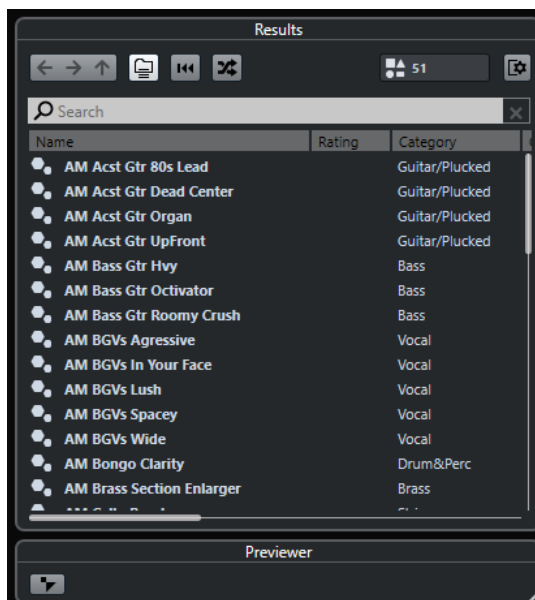 Results
51
Search
Name Rating Category
AM Acst Gtr 80s Lead Guitar/Plucked
AM Acst Gtr Dead Center Guitar/Plucked
AM Acst Gtr Organ Guitar/Plucked
AM Acst Gtr UpFront Guitar/Plucked
AM Bass Gtr Hvy Bass
AM Bass Gtr Octivator Bass
AM Bass Gtr Roomy Crush Bass
AM BGVs Agressive Vocal
AM BGVs In Your Face Vocal
AM BGVs Lush Vocal
AM BGVs Spacey Vocal
AM BGVs Wide Vocal
AM Bongo Clarity Drum&Perc
AM Brass Section Enlarger Brass
Previewer